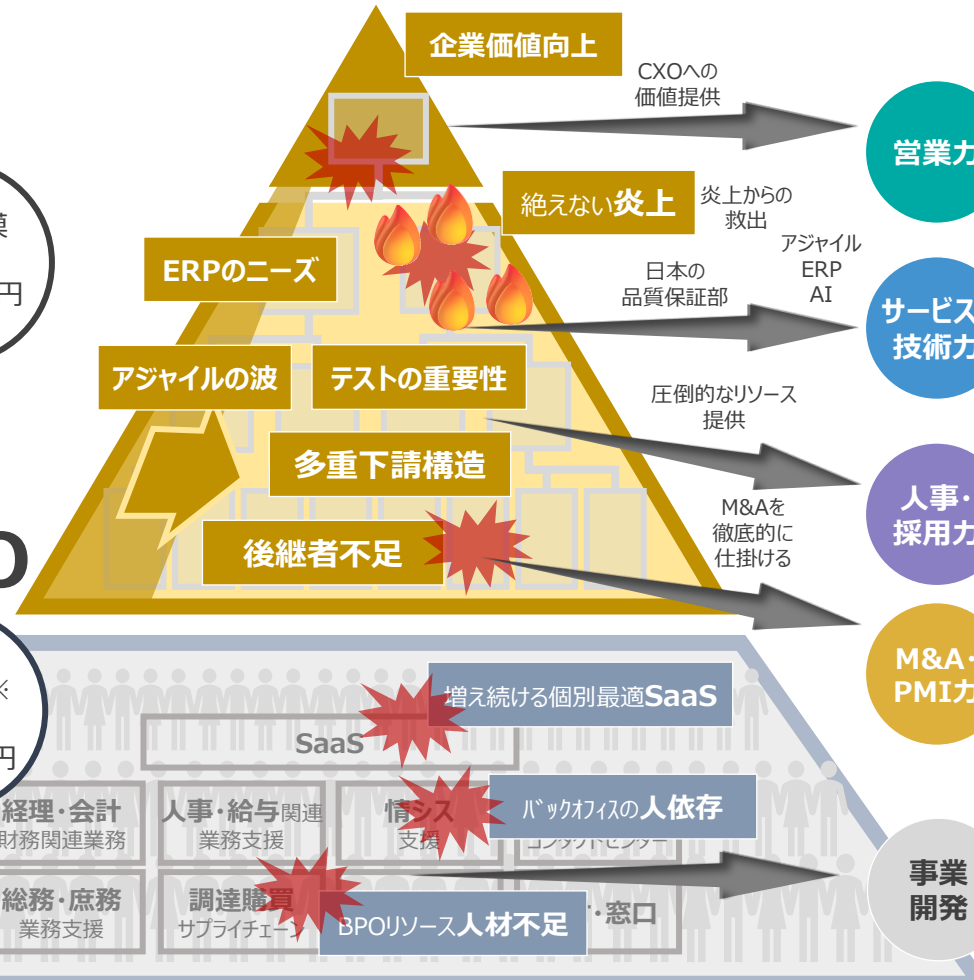 企業価値向上
CXOへの
価値提供
営業力
絶えない炎上
炎上からの
救出
円
ERPのニーズ
日本の
品質保証部
アジャイル
ERP
AI
サービス
技術力
アジャイルの波
テストの重要性
圧倒的なリソース
提供
多重下請構造
人事・
採用力
M&Aを
徹底的に
仕掛ける
後継者不足
O
M&A・
PMI力
※
円
増え続ける個別最適SaaS
SaaS
経理・会計
財務関連業務
人事・給与関連
業務支援
情シス
支援
バックオフィスの人依存
コンタクトセンター
総務・庶務
業務支援
調達購買
サプライチェーン
BPOリソース人材不足
・窓口
事業
開発